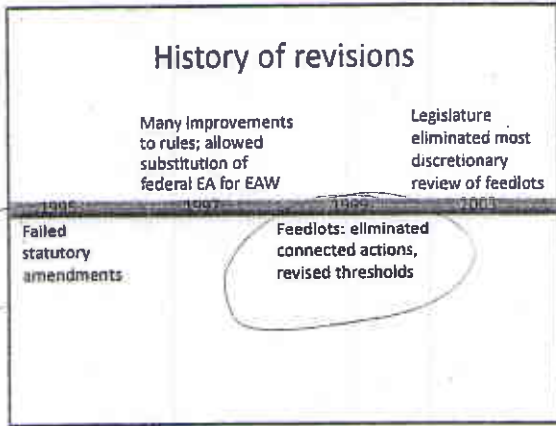 History of revisions
Many improvements
to rules; allowed
substitution of
federal EA for EAW
Legislature
eliminated most
discretionary
review of feedlots
1995
1997
1999
2003
Failed
statutory
amendments
Feedlots: eliminated
connected actions,
revised thresholds